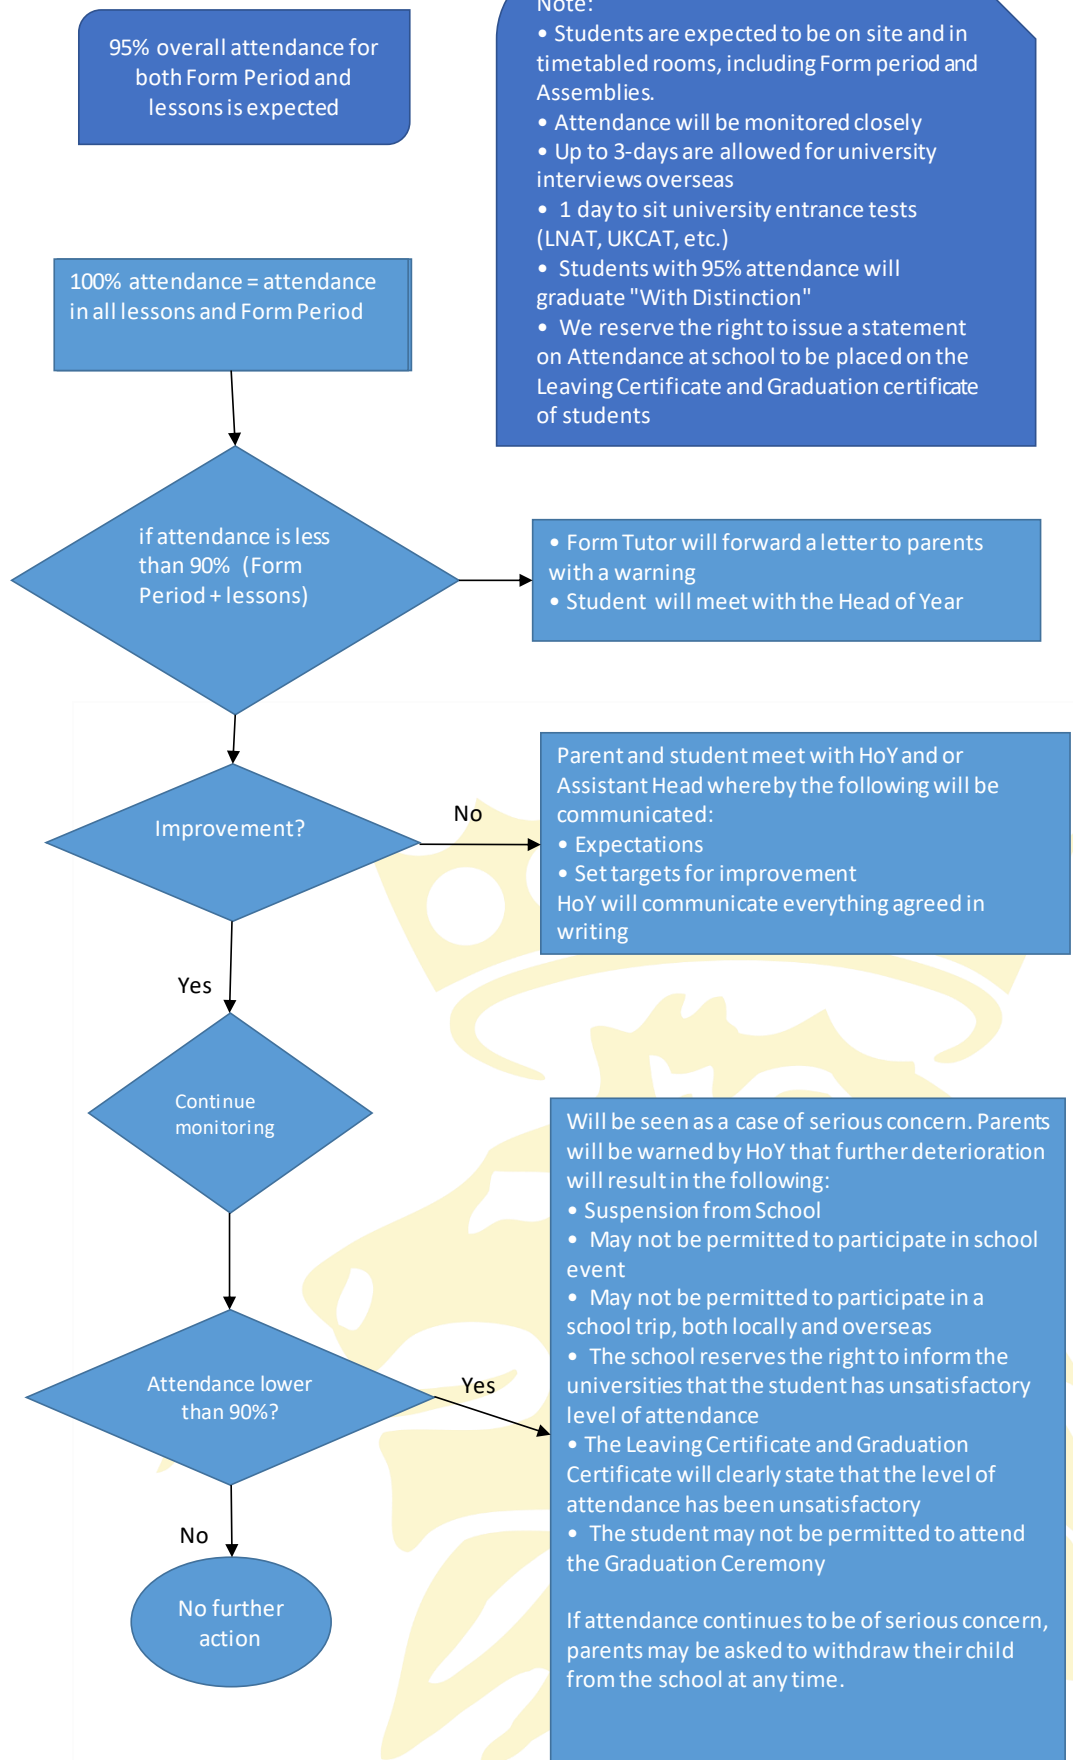 95% overall attendance for
both Form Period and
lessons is expected
Note:
• Students are expected to be on site and in
timetabled rooms, including Form period and
Assemblies.
• Attendance will be monitored closely
• Up to 3-days are allowed for university
interviews overseas
• 1 day to sit university entrance tests
(LNAT, UKCAT, etc.)
• Students with 95% attendance will
graduate "With Distinction"
• We reserve the right to issue a statement
on Attendance at school to be placed on the
Leaving Certificate and Graduation certificate
of students
100% attendance = attendance
in all lessons and Form Period
if attendance is less
than 90% (Form
Period + lessons)
• Form Tutor will forward a letter to parents
with a warning
• Student will meet with the Head of Year
Improvement?
No
Parent and student meet with HoY and or
Assistant Head whereby the following will be
communicated:
• Expectations
• Set targets for improvement
HoY will communicate everything agreed in
writing
Yes
Continue
monitoring
Attendance lower
than 90%?
Yes
Will be seen as a case of serious concern. Parents
will be warned by HoY that further deterioration
will result in the following:
• Suspension from School
• May not be permitted to participate in school
event
• May not be permitted to participate in a
school trip, both locally and overseas
• The school reserves the right to inform the
universities that the student has unsatisfactory
level of attendance
• The Leaving Certificate and Graduation
Certificate will clearly state that the level of
attendance has been unsatisfactory
• The student may not be permitted to attend
the Graduation Ceremony
If attendance continues to be of serious concern,
parents may be asked to withdraw their child
from the school at any time.
No
No further
action